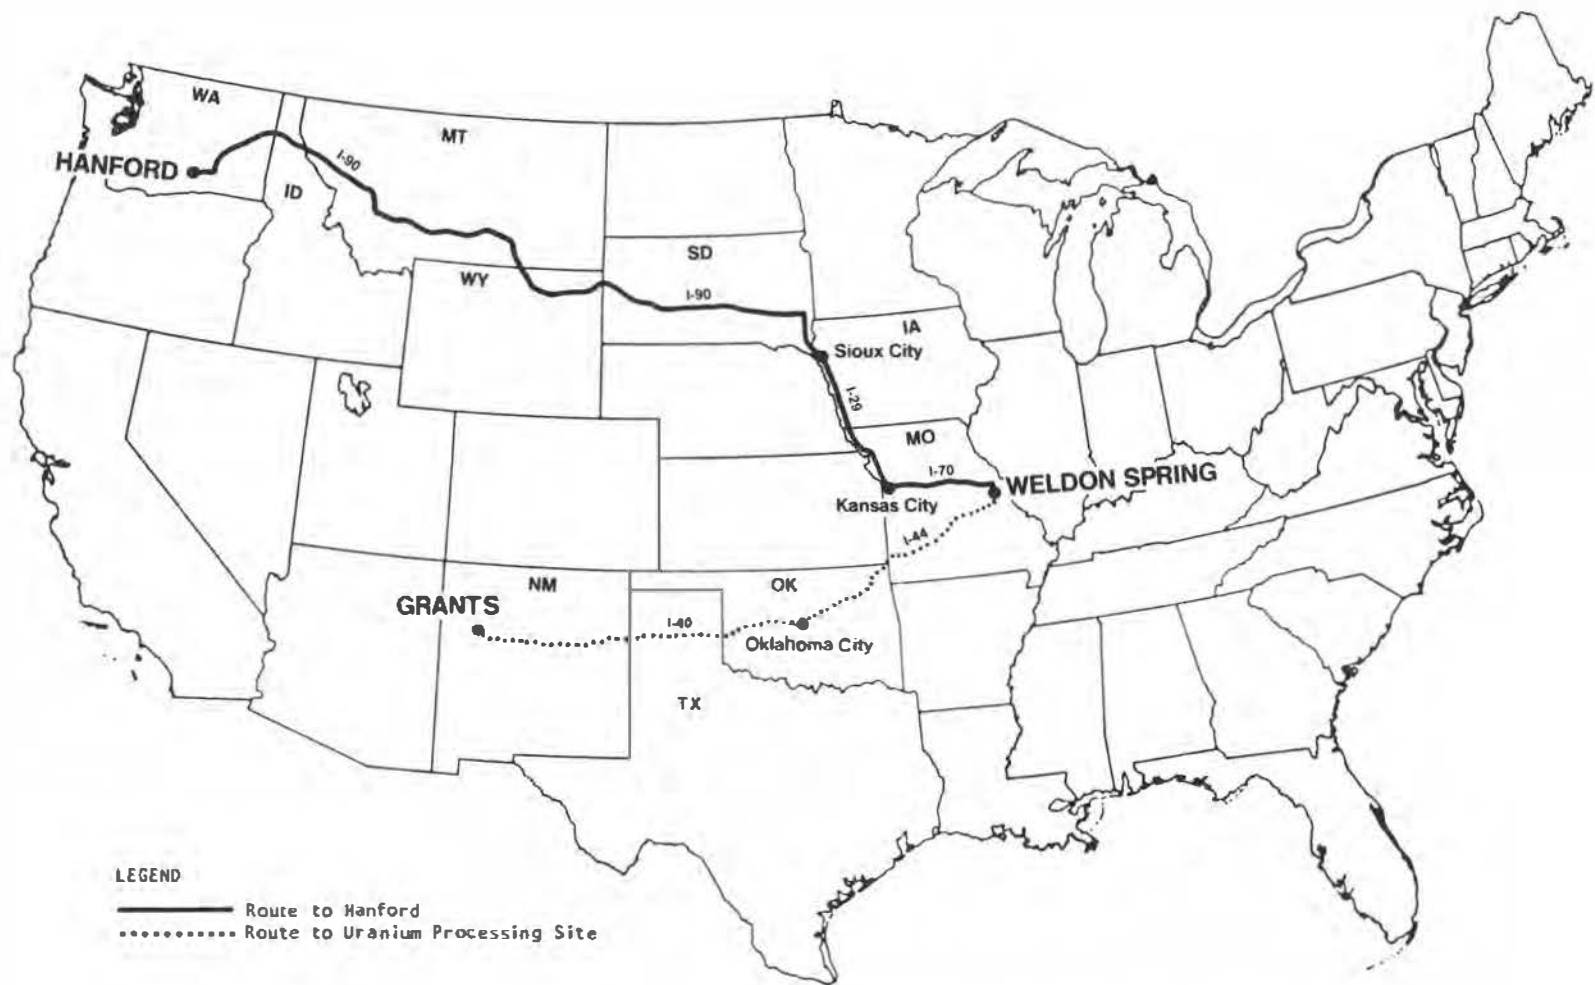 WA
MT
HANFORD
I-90
ID
SD
WY
I-90
IA
Sioux City
I-29
MO
I-70
WELDON SPRING
Kansas City
I-44
NM
OK
GRANTS
I-40
Oklahoma City
TX
LEGEND
Route to Hanford
Route to Uranium Processing Site